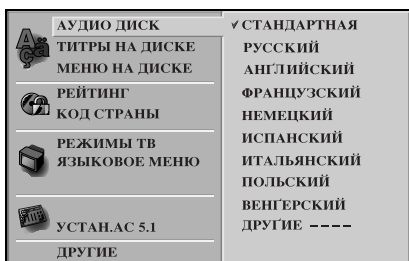 АУДИО ДИСК
ТИТРЫ НА ДИСКЕ
МЕНЮ НА ДИСКЕ
РЕЙТИНГ
КОД СТРАНЫ
РЕЖИМЫ ТВ
ЯЗЫКОВОЕ МЕНЮ
УСТАН.АС 5.1
ДРУГИЕ
✓СТАНДАРТНАЯ
РУССКИЙ
АНГЛИЙСКИЙ
ФРАНЦУЗСКИЙ
НЕМЕЦКИЙ
ИСПАНСКИЙ
ИТАЛЬЯНСКИЙ
ПОЛЬСКИЙ
ВЕНГЕРСКИЙ
ДРУГИЕ ----